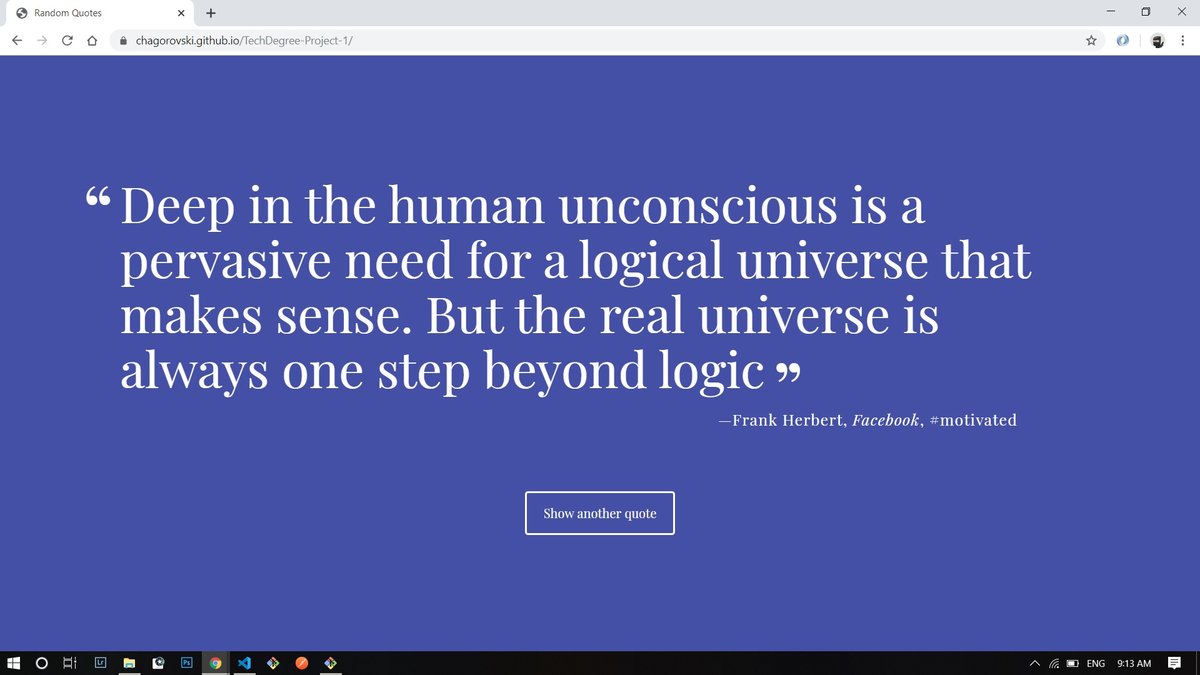 Random Quotes
chagorovski.github.io/TechDegree-Project-1/
“ Deep in the human unconscious is a
pervasive need for a logical universe that
makes sense. But the real universe is
always one step beyond logic ”
—Frank Herbert, Facebook, #motivated
Show another quote
Lr
Ps
ENG
9:13 AM